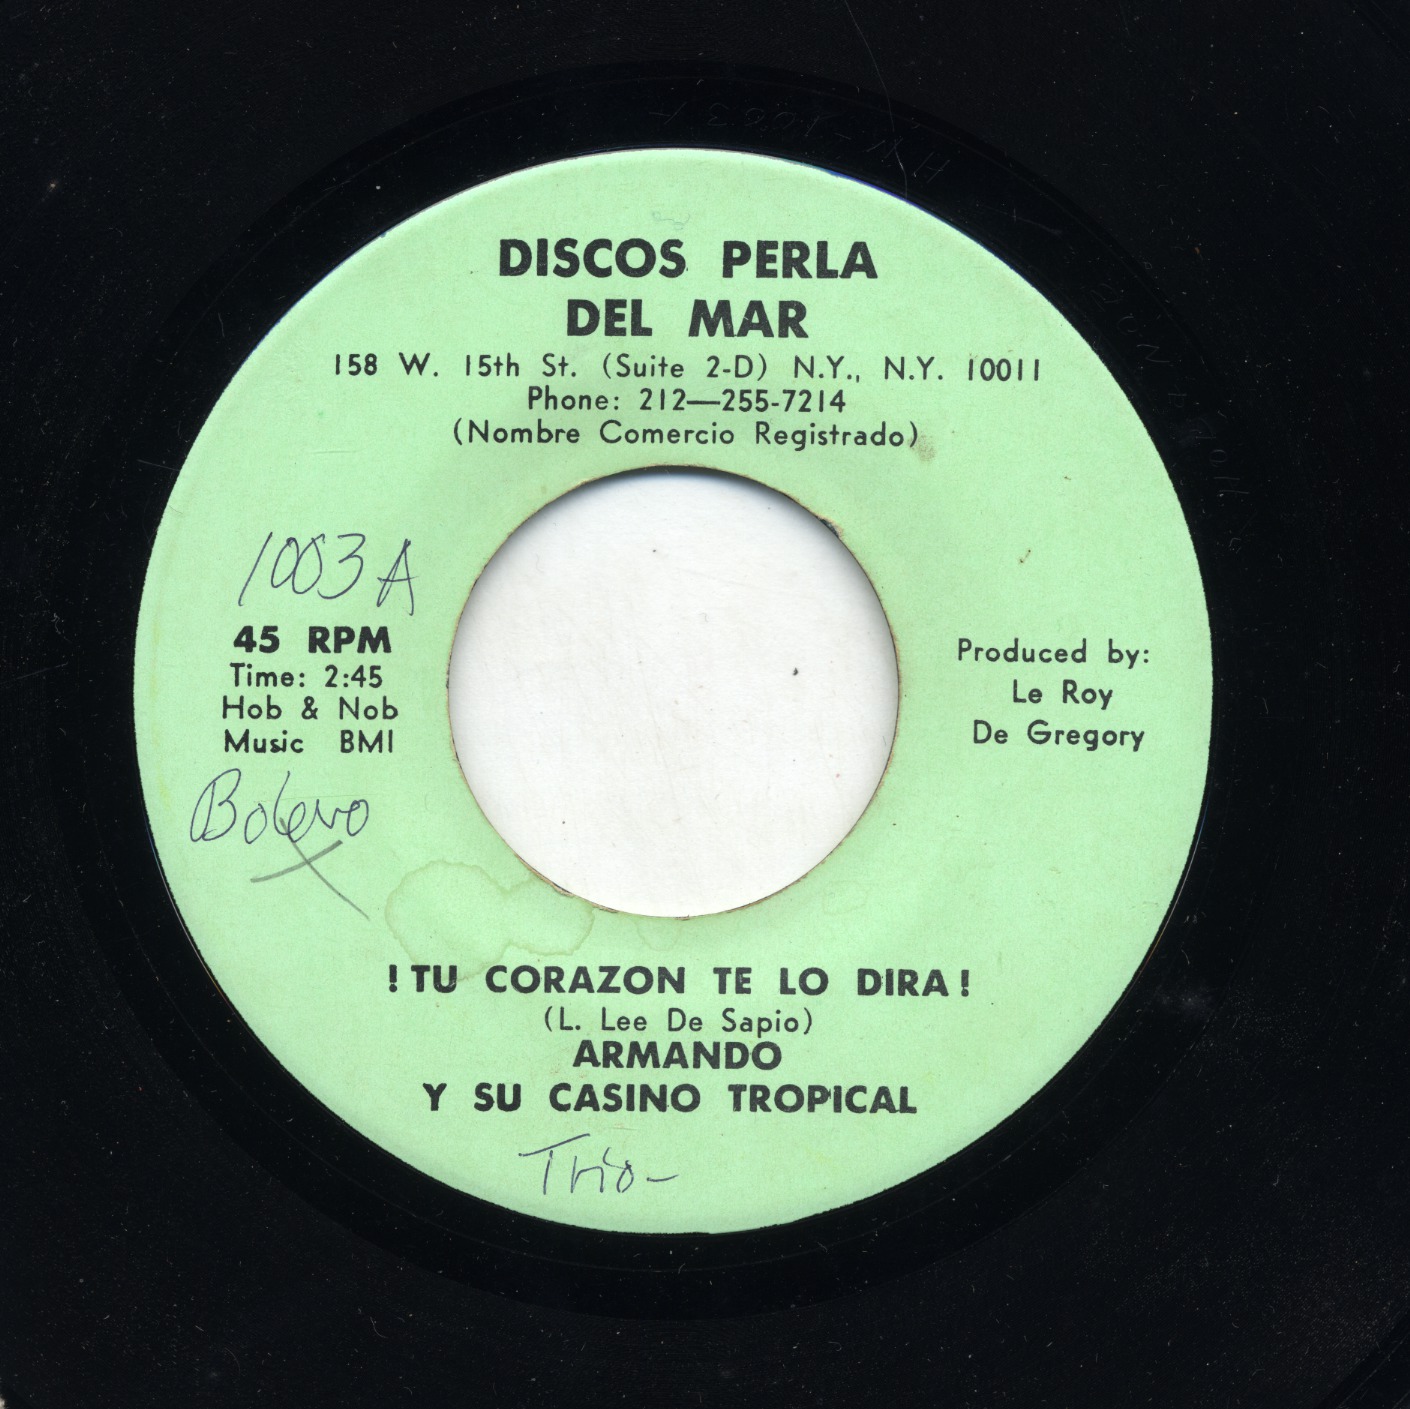 DISCOS PERLA
DEL MAR
158 W. 15th St. (Suite 2-D) N.Y., N.Y. 10011
Phone: 212—255-7214
(Nombre Comercio Registrado)
1003 A
45 RPM
Time: 2:45
Hob & Nob
Music BMI
Bolero
Produced by:
Le Roy
De Gregory
! TU CORAZON TE LO DIRA !
(L. Lee De Sapio)
ARMANDO
Y SU CASINO TROPICAL
Trio-